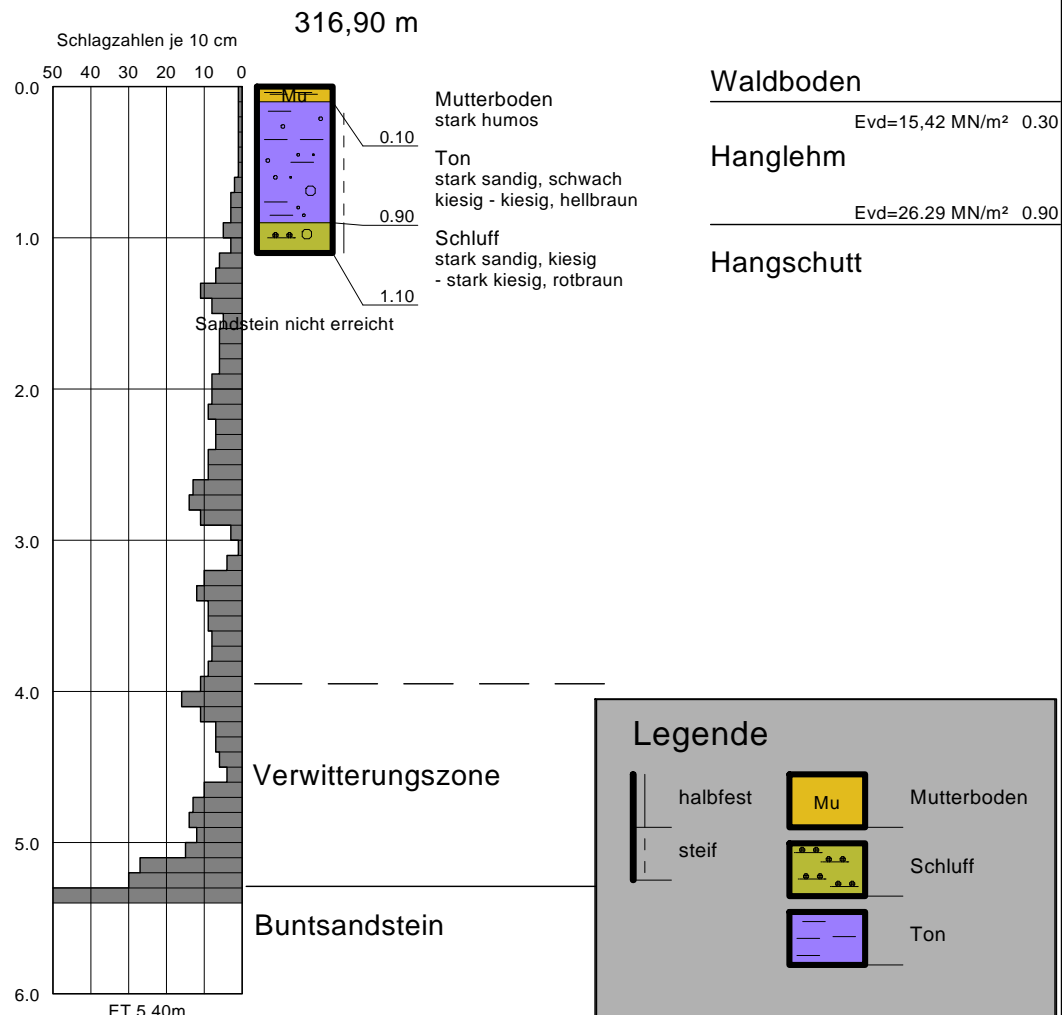 316,90 m
Schlagzahlen je 10 cm
50 40 30 20 10 0
0.0
1.0
2.0
3.0
4.0
5.0
6.0
ET 5.40m
Mu
0.10
0.90
1.10
Mutterboden
stark humos
Ton
stark sandig, schwach
kiesig - kiesig, hellbraun
Schluff
stark sandig, kiesig
- stark kiesig, rotbraun
Sandstein nicht erreicht
Waldboden
Evd=15,42 MN/m² 0.30
Hanglehm
Evd=26.29 MN/m² 0.90
Hangschutt
Verwitterungszone
Buntsandstein
Legende
halbfest
steif
Mu
Mutterboden
Schluff
Ton